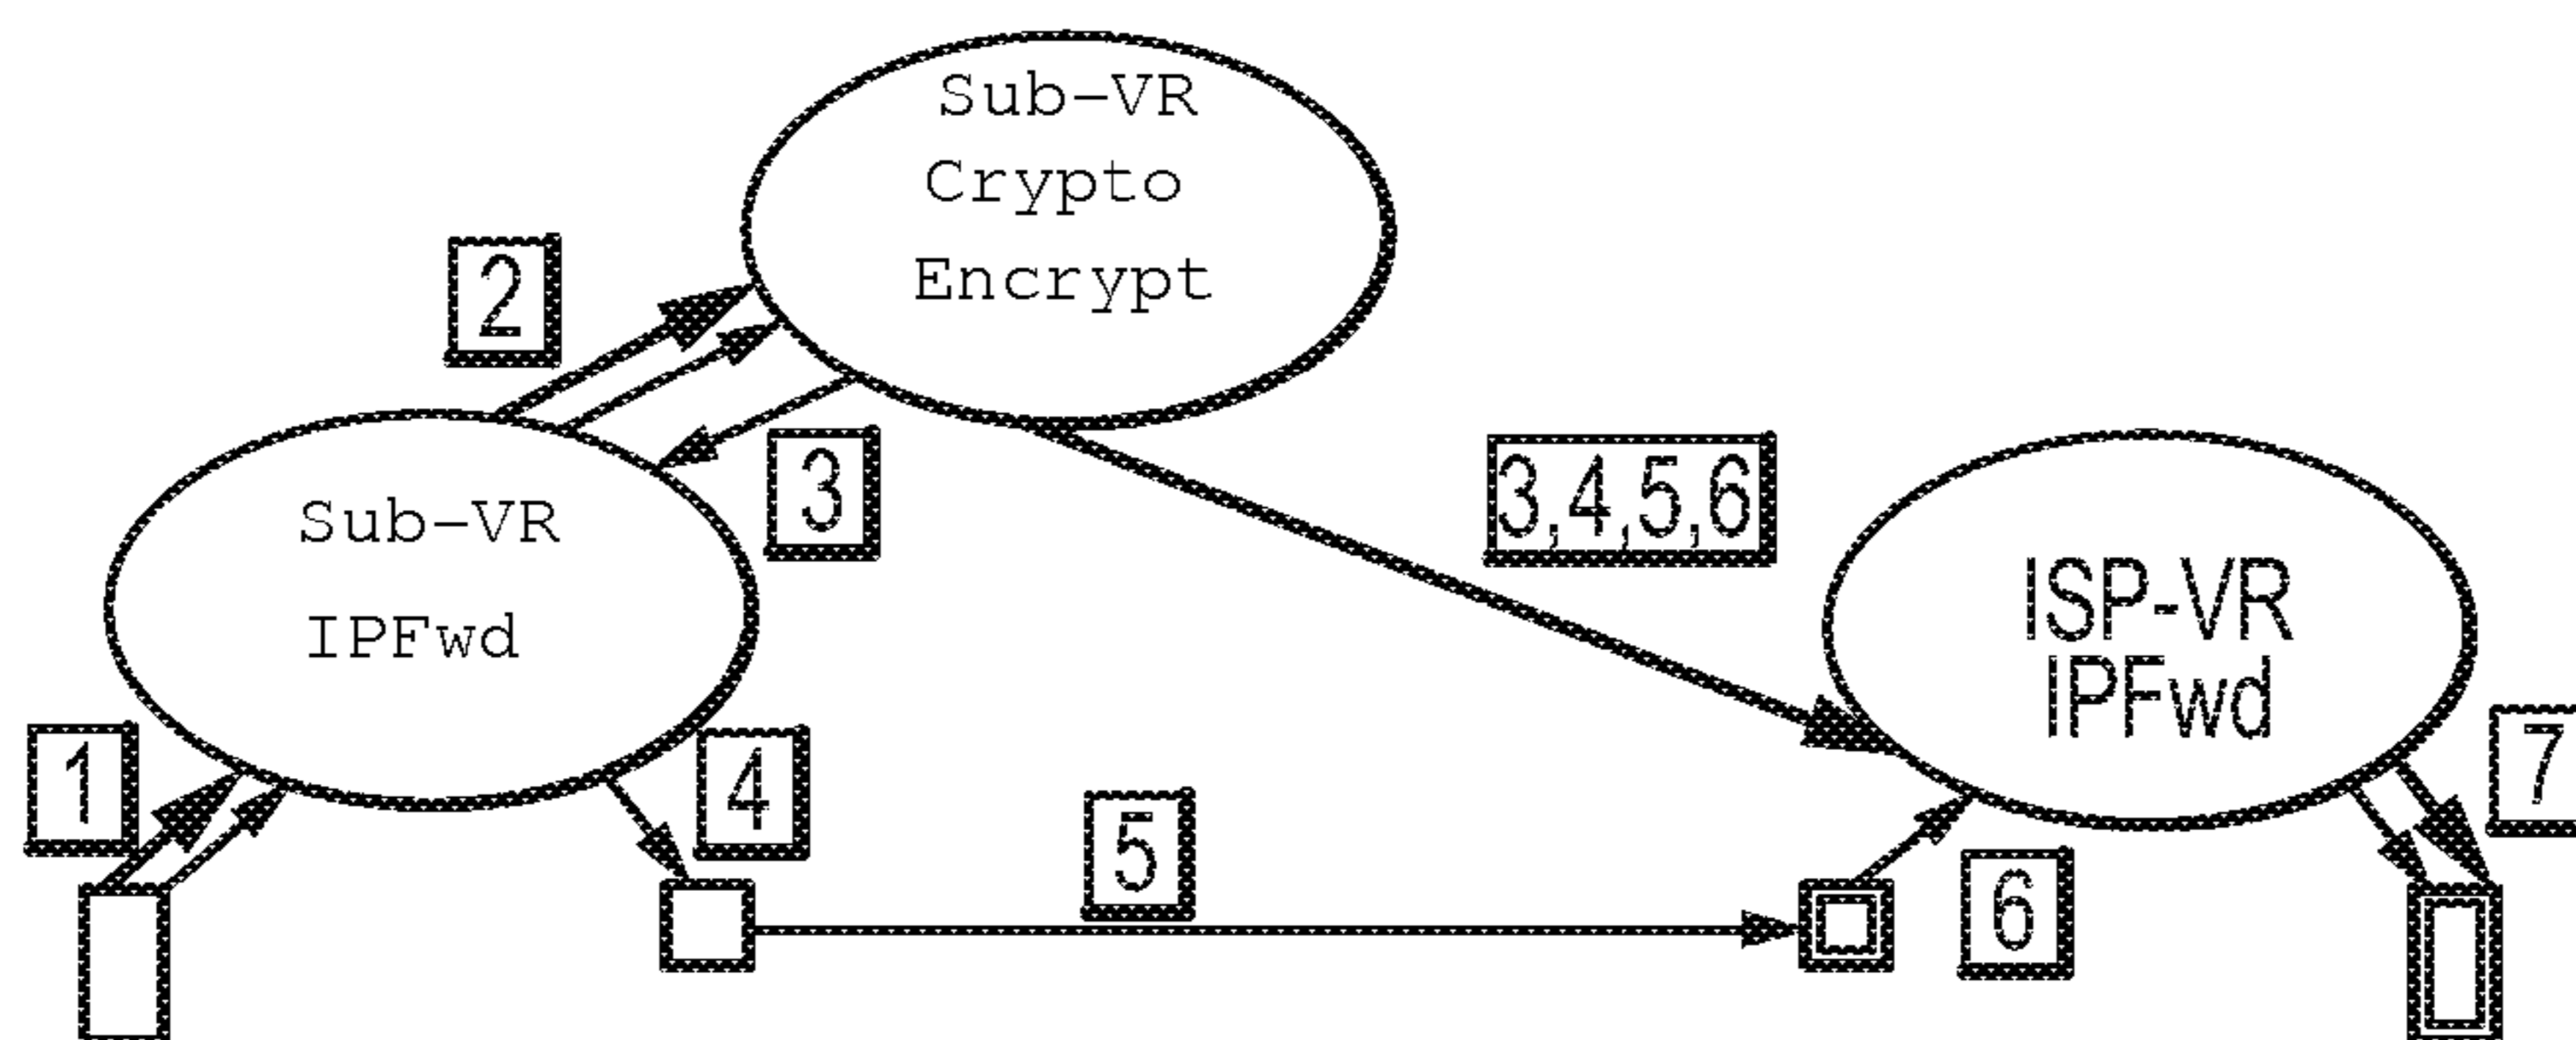 Sub-VR
Crypto
Encrypt
2
3
3,4,5,6
Sub-VR
IPFwd
ISP-VR
IPFwd
1
4
5
6
7